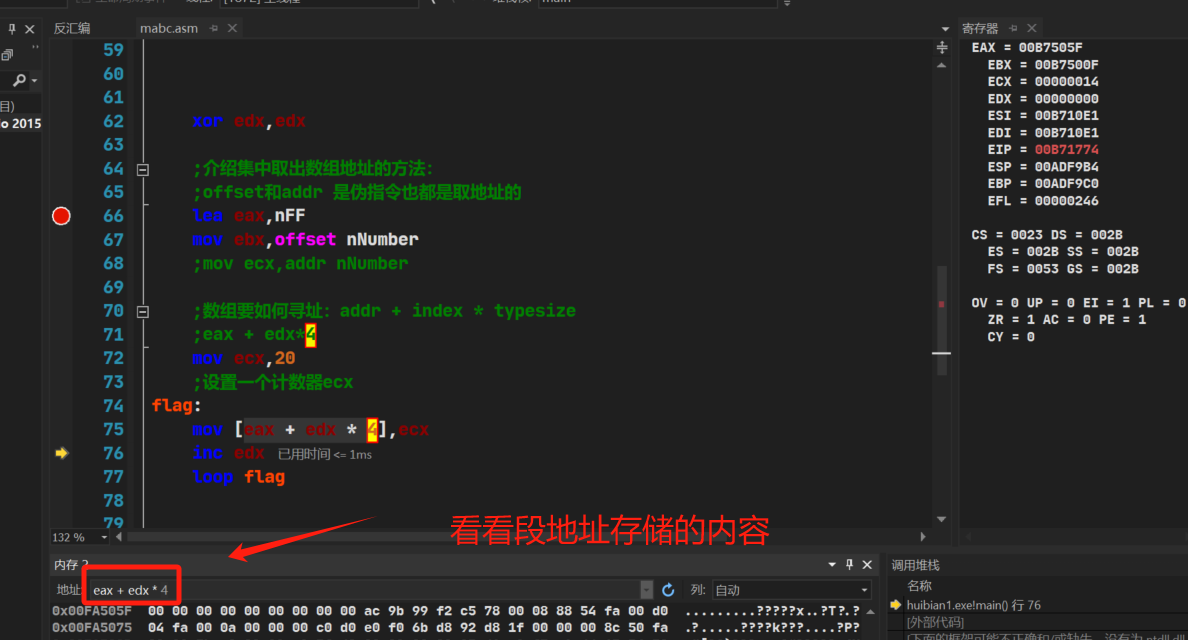 反汇编
mabc.asm
寄存器
目)
o 2015
59
60
61
62 xor edx,edx
63
64 ;介绍集中取出数组地址的方法:
65 ;offset和addr 是伪指令也都是取地址的
66 lea eax,nFF
67 mov ebx,offset nNumber
68 ;mov ecx,addr nNumber
69
70 ;数组要如何寻址: addr + index * typesize
71 ;eax + edx*4
72 mov ecx,20
73 ;设置一个计数器ecx
74 flag:
75 mov [eax + edx * 4],ecx
76 inc edx 已用时间 <= 1ms
77 loop flag
78
79
EAX = 00B7505F
EBX = 00B7500F
ECX = 00000014
EDX = 00000000
ESI = 00B710E1
EDI = 00B710E1
EIP = 00B71774
ESP = 00ADF9B4
EBP = 00ADF9C0
EFL = 00000246
CS = 0023 DS = 002B
ES = 002B SS = 002B
FS = 0053 GS = 002B
OV = 0 UP = 0 EI = 1 PL = 0
ZR = 1 AC = 0 PE = 1
CY = 0
132 %
看看段地址存储的内容
内存 2
地址: eax + edx * 4
列: 自动
0x00FA505F 00 00 00 00 00 00 00 00 00 ac 9b 99 f2 c5 78 00 08 88 54 fa 00 d0 .........?????x..?T?.?
0x00FA5075 04 fa 00 0a 00 00 00 c0 d0 e0 f0 6b d8 92 d8 1f 00 00 00 8c 50 fa .?.....????k???....?P?
调用堆栈
名称
huibian1.exe!main() 行 76
[外部代码]